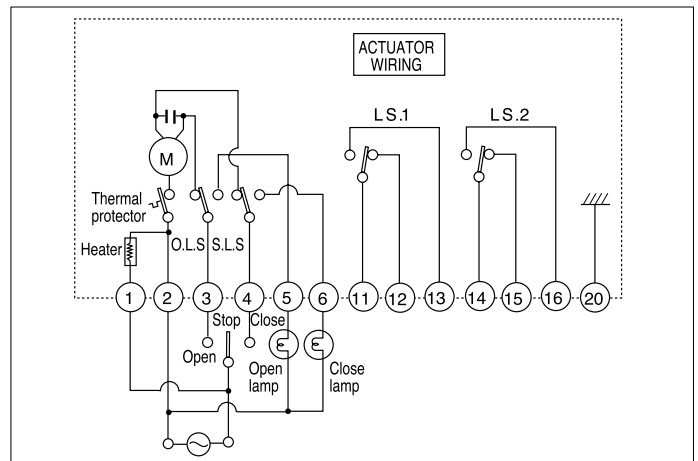 ACTUATOR
WIRING
LS.1
LS.2
M
Thermal
protector
O.L.S S.L.S
Heater
1 2 3 4 5 6 11 12 13 14 15 16 20
Stop Close
Open
Open
lamp
Close
lamp